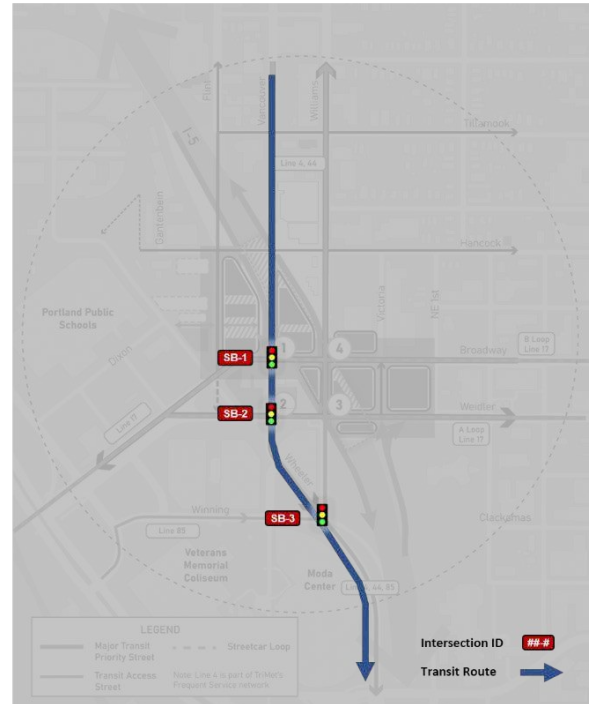 Flint
Vancouver
Williams
I-5
Tillamook
Line 4, 44
Dantenbein
Hancock
Portland Public
Schools
Victoria
NE 1st
B Loop
Line 17
SB-1
1
4
Broadway
Dixon
SB-2
2
3
Weidler
Line 17
A Loop
Line 17
Wheeler
Winning
SB-3
Clackamas
Line 85
Veterans
Memorial
Coliseum
Moda
Center
LEGEND
Major Transit
Priority Street
Streetcar Loop
Transit Access
Street
Note: Line 4 is part of TriMet's
Frequent Service network
Intersection ID
##-#
Transit Route